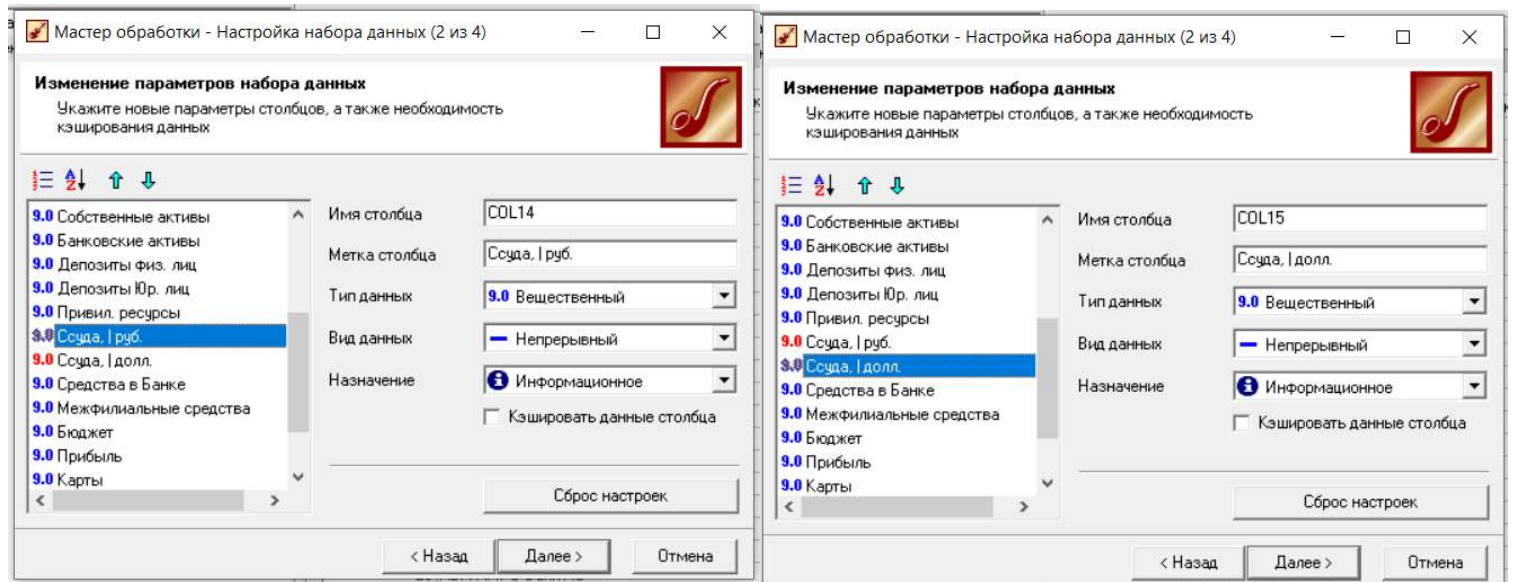 Мастер обработки - Настройка набора данных (2 из 4)
Изменение параметров набора данных
Укажите новые параметры столбцов, а также необходимость
кэширования данных
9.0 Собственные активы
9.0 Банковские активы
9.0 Депозиты физ. лиц
9.0 Депозиты Юр. лиц
9.0 Привил. ресурсы
9.0 Ссуда, | руб.
9.0 Ссуда, | долл.
9.0 Средства в Банке
9.0 Межфилиальные средства
9.0 Бюджет
9.0 Прибыль
9.0 Карты
Имя столбца COL14
Метка столбца Ссуда, | руб.
Тип данных 9.0 Вещественный
Вид данных Непрерывный
Назначение Информационное
Кэшировать данные столбца
Сброс настроек
< Назад Далее > Отмена
Мастер обработки - Настройка набора данных (2 из 4)
Изменение параметров набора данных
Укажите новые параметры столбцов, а также необходимость
кэширования данных
9.0 Собственные активы
9.0 Банковские активы
9.0 Депозиты физ. лиц
9.0 Депозиты Юр. лиц
9.0 Привил. ресурсы
9.0 Ссуда, | руб.
9.0 Ссуда, | долл.
9.0 Средства в Банке
9.0 Межфилиальные средства
9.0 Бюджет
9.0 Прибыль
9.0 Карты
Имя столбца COL15
Метка столбца Ссуда, | долл.
Тип данных 9.0 Вещественный
Вид данных Непрерывный
Назначение Информационное
Кэшировать данные столбца
Сброс настроек
< Назад Далее > Отмена